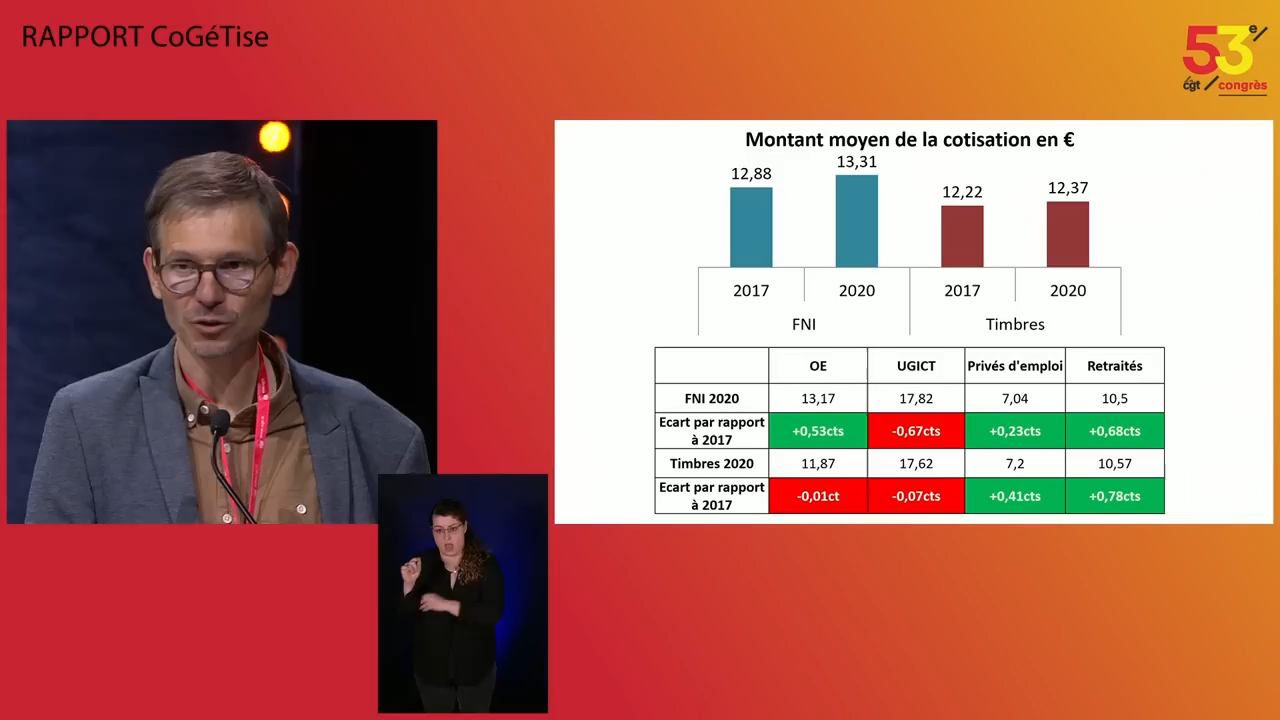 RAPPORT CoGéTise
53e/
la cgt / congrès
Montant moyen de la cotisation en €
12,88
13,31
12,22
12,37
2017
2020
2017
2020
FNI
Timbres
OE UGICT Privés d'emploi Retraités
FNI 2020 13,17 17,82 7,04 10,5
Ecart par rapport à 2017 +0,53cts -0,67cts +0,23cts +0,68cts
Timbres 2020 11,87 17,62 7,2 10,57
Ecart par rapport à 2017 -0,01ct -0,07cts +0,41cts +0,78cts